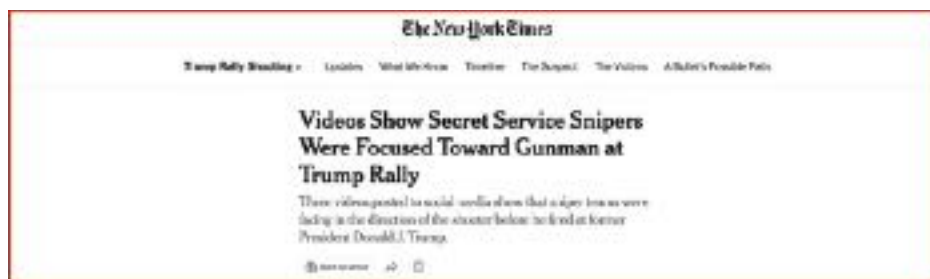 The New York Times
Trump Rally Shooting Updates What We Know Timeline The Suspect The Victims A Bullet's Possible Path
Videos Show Secret Service Snipers
Were Focused Toward Gunman at
Trump Rally
Three videos posted to social media show that sniper teams were
facing in the direction of the shooter before he fired at former
President Donald J. Trump.